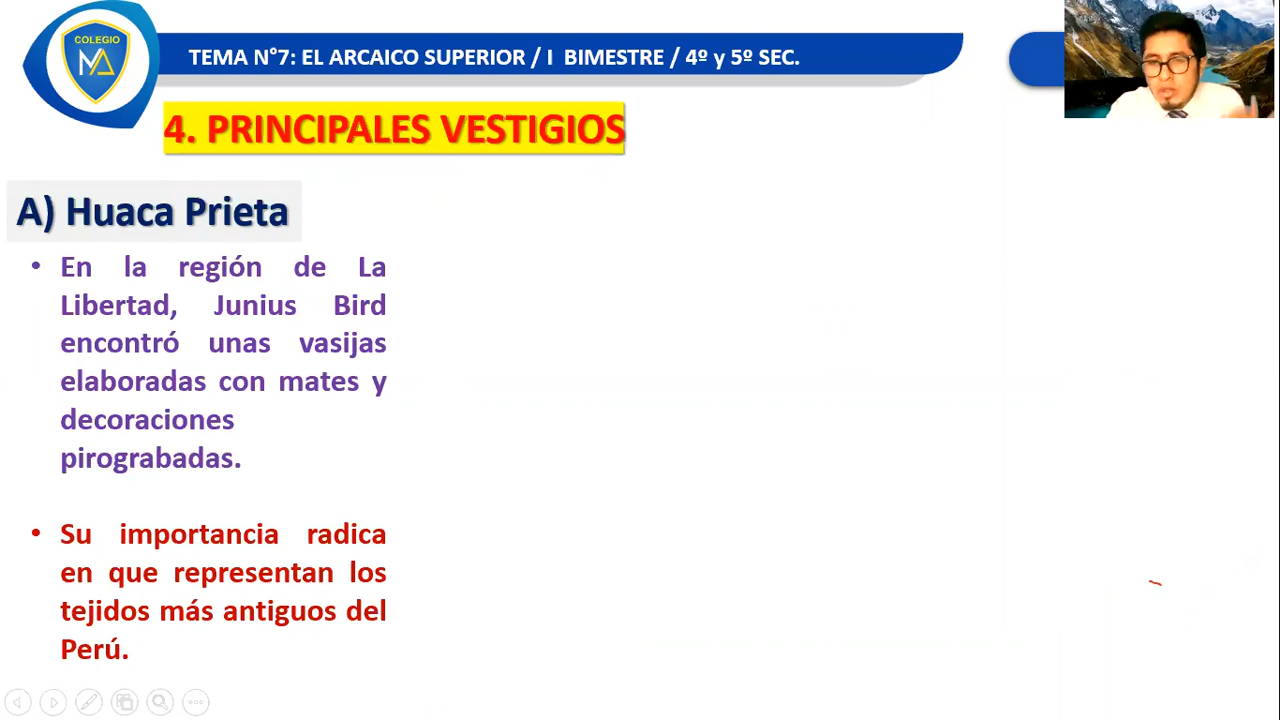 COLEGIO
MA
TEMA N°7: EL ARCAICO SUPERIOR / I BIMESTRE / 4º y 5º SEC.
4. PRINCIPALES VESTIGIOS
A) Huaca Prieta
• En la región de La
Libertad, Junius Bird
encontró unas vasijas
elaboradas con mates y
decoraciones
pirograbadas.
• Su importancia radica
en que representan los
tejidos más antiguos del
Perú.